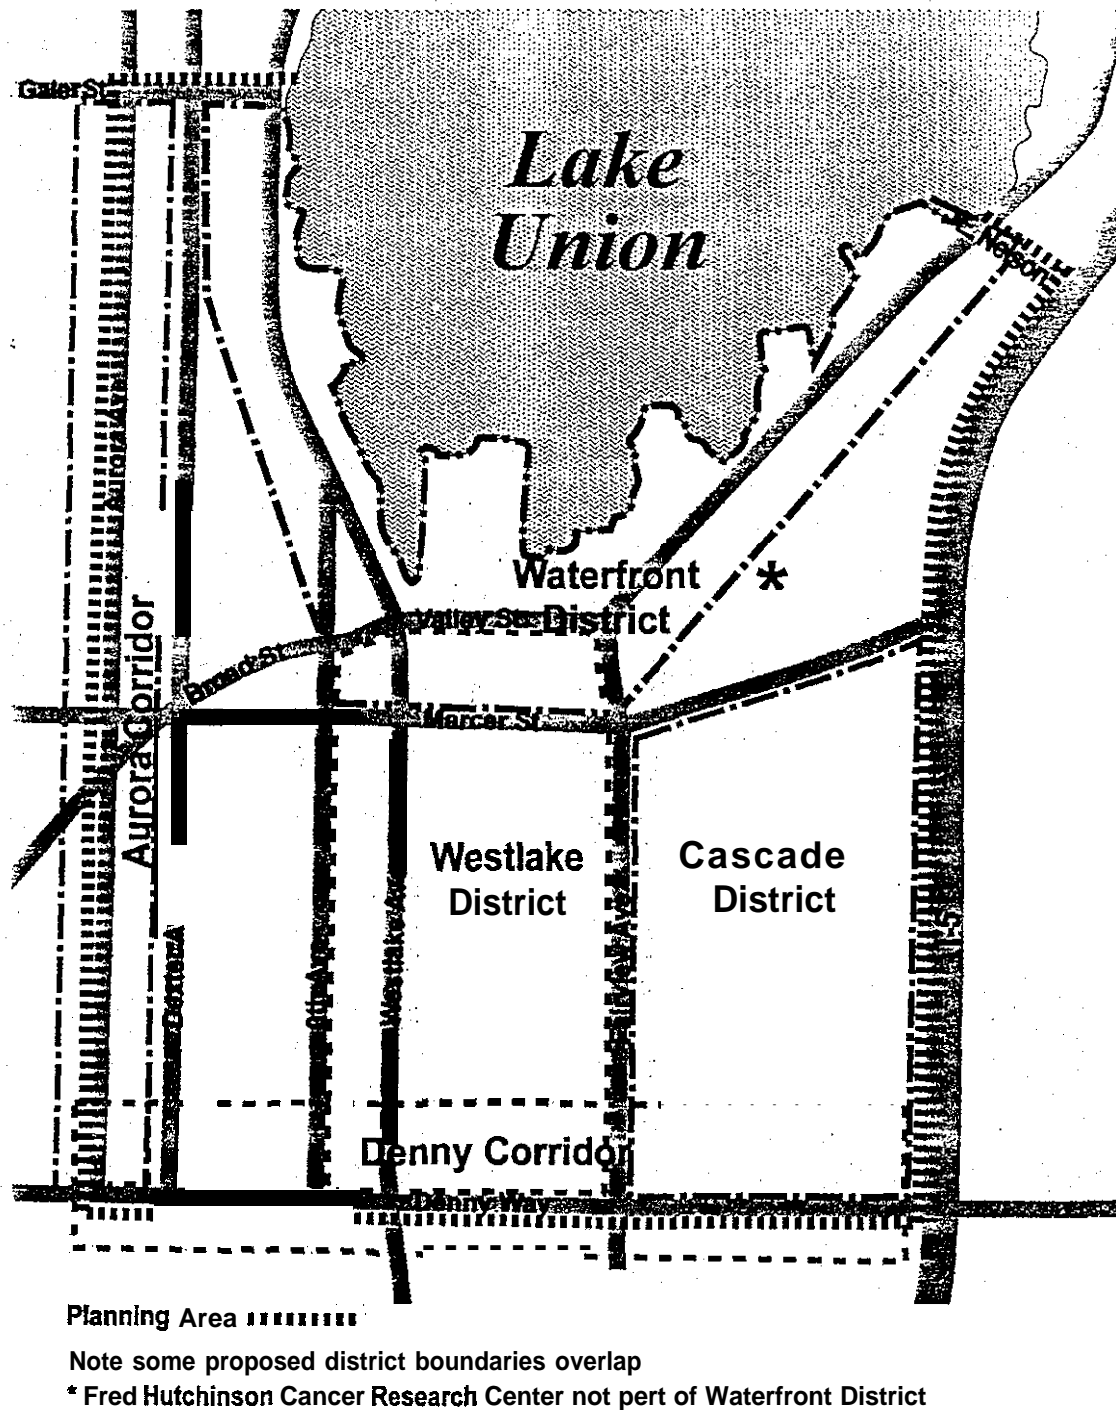 Galer St.
Lake
Union
E. Nelson
Aurora Ave
Waterfront
District
Valley St.
Aurora Corridor
Broad St.
Mercer St.
Westlake
District
Cascade
District
I-5
Dexter A
9th Ave
Westlake Av
Fairview Ave
Denny Corridor
Denny Way
Planning Area
Note some proposed district boundaries overlap
* Fred Hutchinson Cancer Research Center not pert of Waterfront District